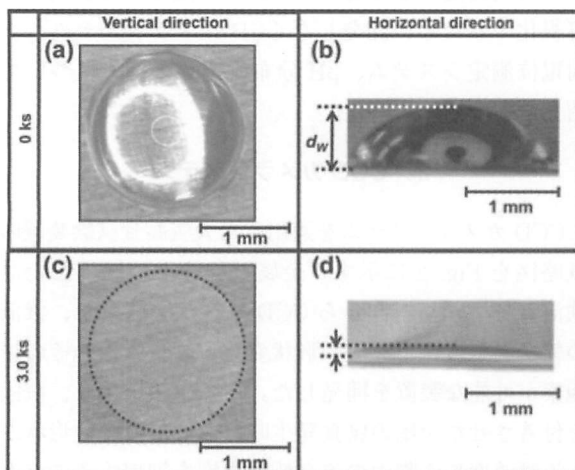 Vertical direction
Horizontal direction
0 ks
(a)
1 mm
(b)
dw
1 mm
3.0 ks
(c)
1 mm
(d)
1 mm